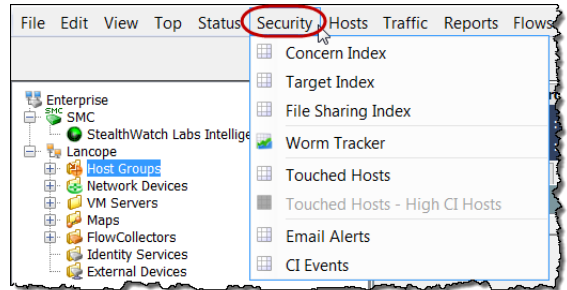 File Edit View Top Status Security Hosts Traffic Reports Flows
Concern Index
Target Index
File Sharing Index
Worm Tracker
Touched Hosts
Touched Hosts - High CI Hosts
Email Alerts
CI Events
Enterprise
SMC
SMC
StealthWatch Labs Intellige
Lancope
Host Groups
Network Devices
VM Servers
Maps
FlowCollectors
Identity Services
External Devices